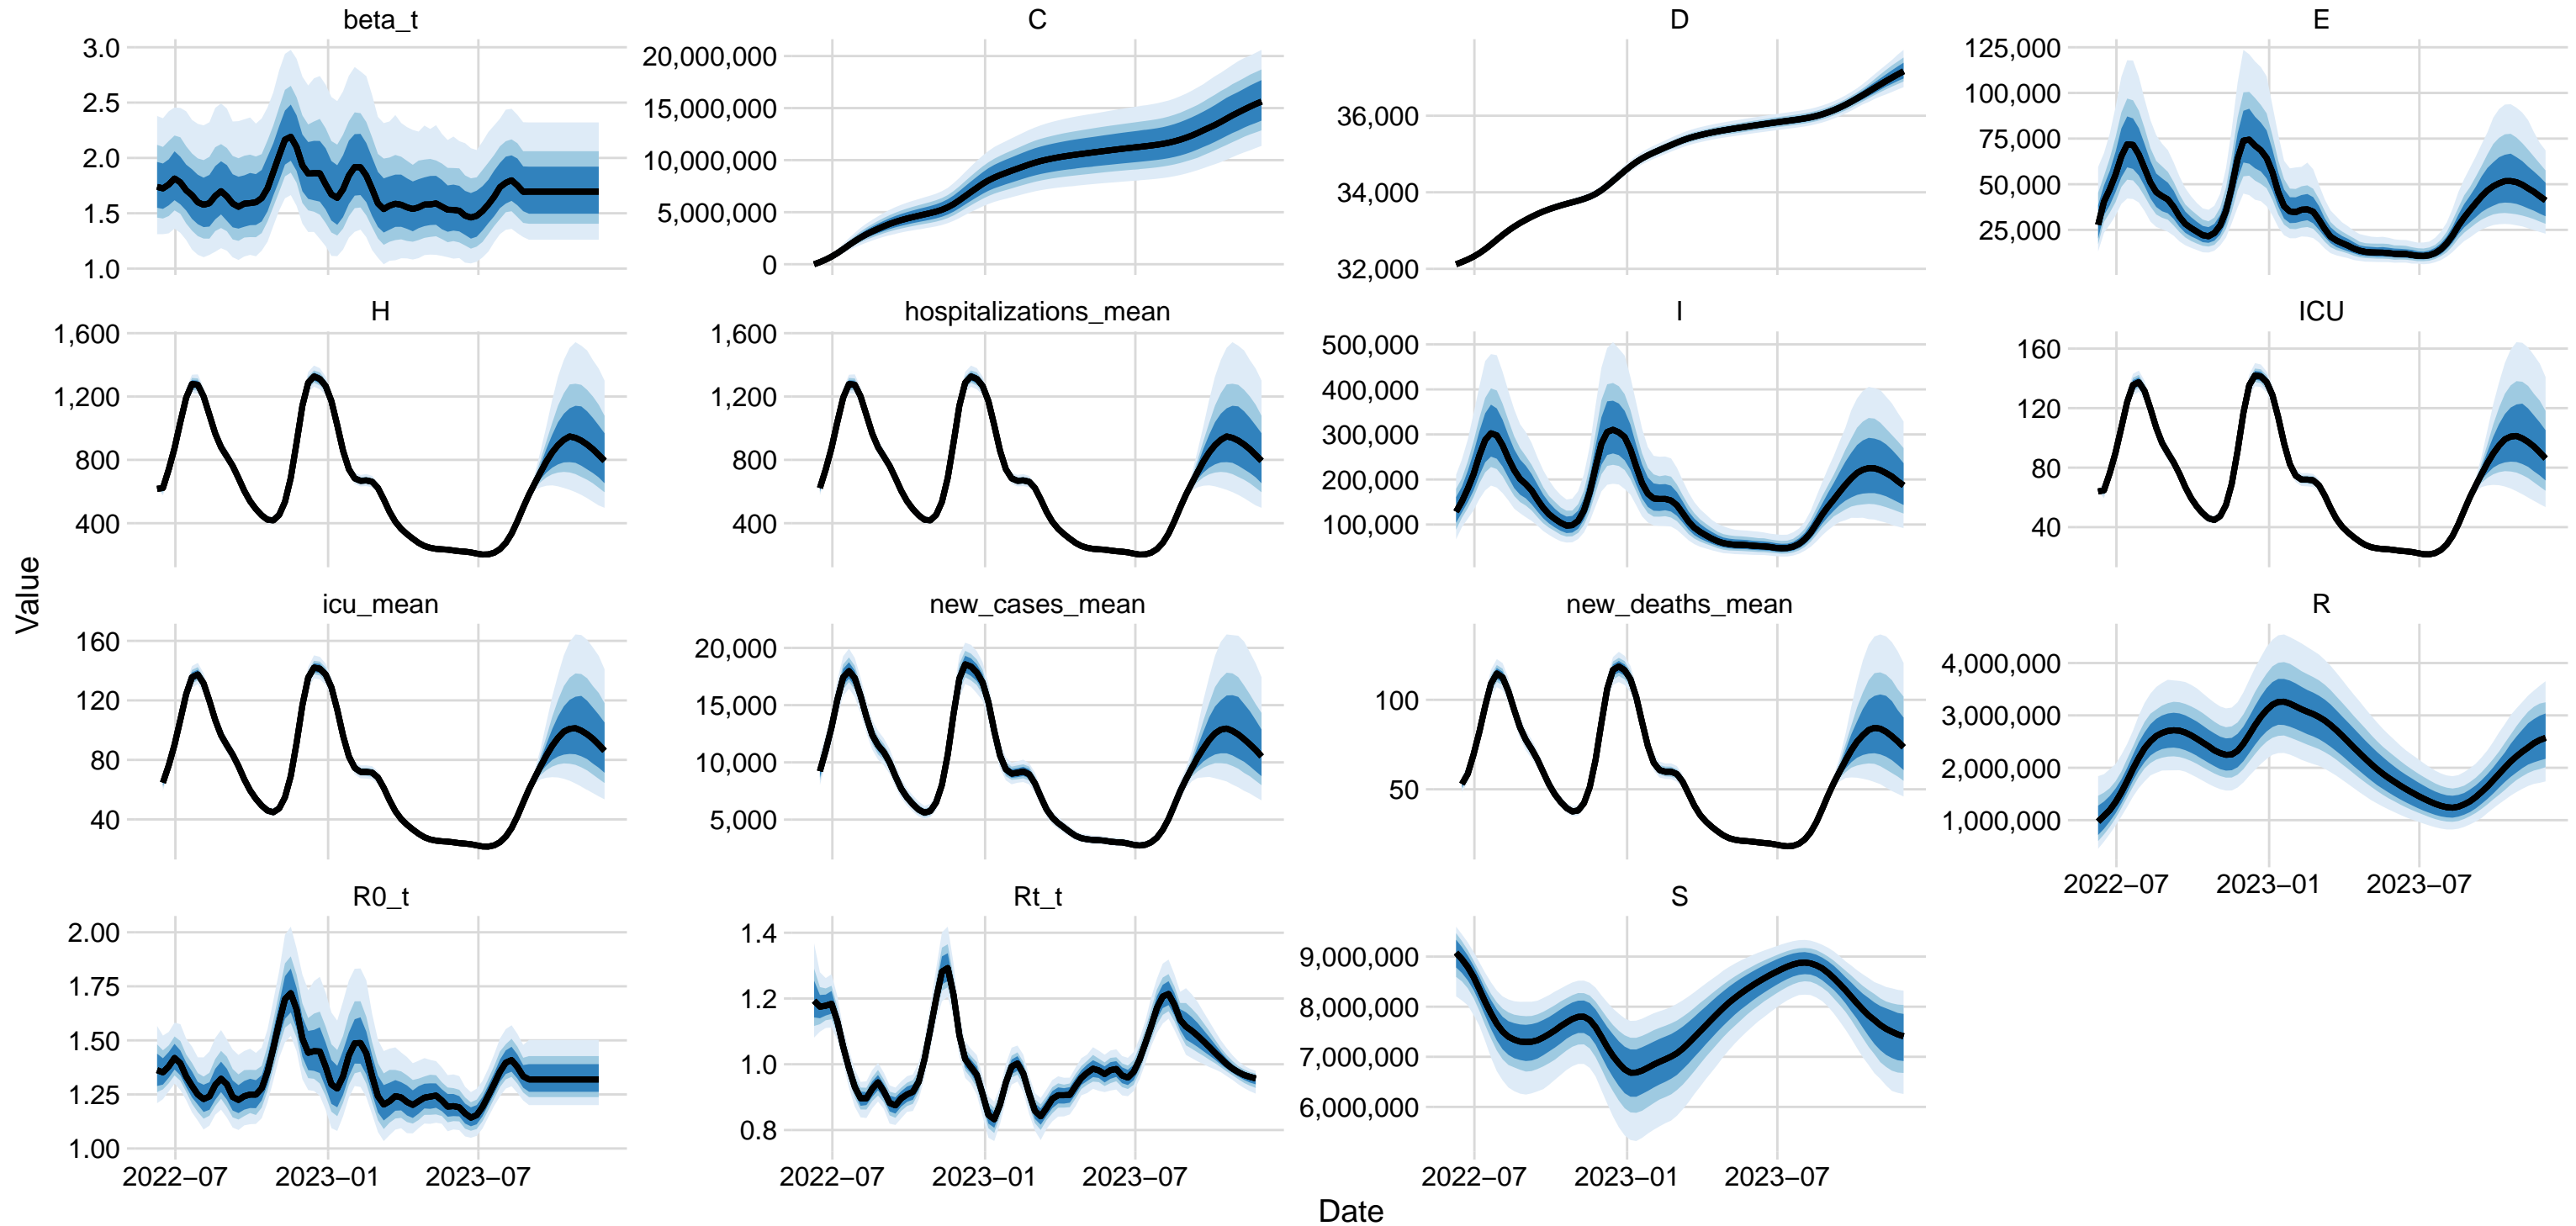 beta_t
C
D
E
3.0
2.5
2.0
1.5
1.0
20,000,000
15,000,000
10,000,000
5,000,000
0
36,000
34,000
32,000
125,000
100,000
75,000
50,000
25,000
H
hospitalizations_mean
I
ICU
1,600
1,200
800
400
1,600
1,200
800
400
500,000
400,000
300,000
200,000
100,000
160
120
80
40
Value
icu_mean
new_cases_mean
new_deaths_mean
R
160
120
80
40
20,000
15,000
10,000
5,000
100
50
4,000,000
3,000,000
2,000,000
1,000,000
2022−07 2023−01 2023−07
R0_t
Rt_t
S
2.00
1.75
1.50
1.25
1.00
1.4
1.2
1.0
0.8
9,000,000
8,000,000
7,000,000
6,000,000
2022−07 2023−01 2023−07
2022−07 2023−01 2023−07
2022−07 2023−01 2023−07
Date